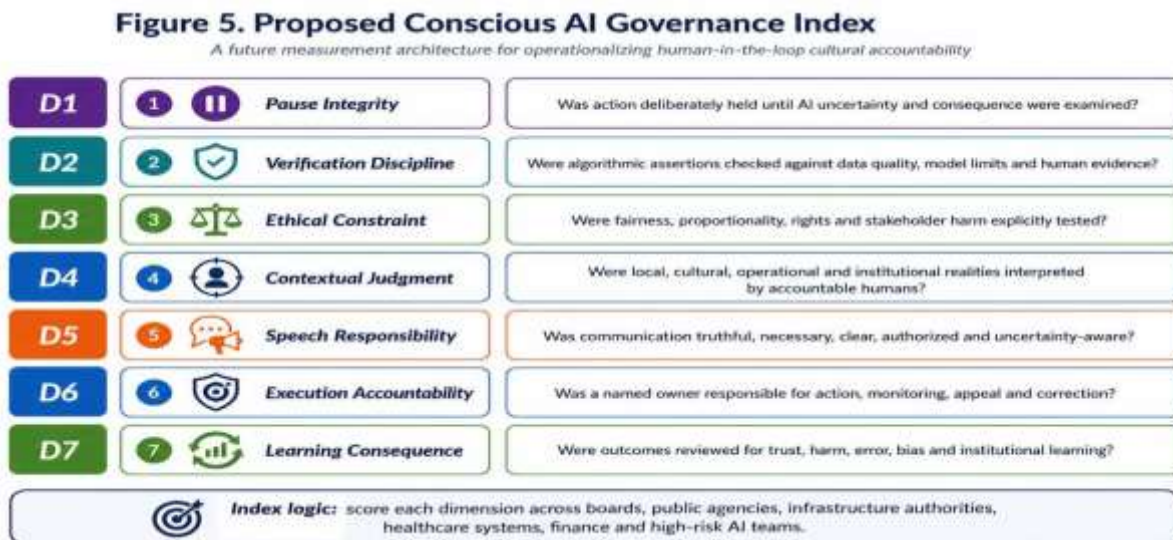 Figure 5. Proposed Conscious AI Governance Index
A future measurement architecture for operationalizing human-in-the-loop cultural accountability
D1
1
Pause Integrity
Was action deliberately held until AI uncertainty and consequence were examined?
D2
2
Verification Discipline
Were algorithmic assertions checked against data quality, model limits and human evidence?
D3
3
Ethical Constraint
Were fairness, proportionality, rights and stakeholder harm explicitly tested?
D4
4
Contextual Judgment
Were local, cultural, operational and institutional realities interpreted
by accountable humans?
D5
5
Speech Responsibility
Was communication truthful, necessary, clear, authorized and uncertainty-aware?
D6
6
Execution Accountability
Was a named owner responsible for action, monitoring, appeal and correction?
D7
7
Learning Consequence
Were outcomes reviewed for trust, harm, error, bias and institutional learning?
Index logic: score each dimension across boards, public agencies, infrastructure authorities,
healthcare systems, finance and high-risk AI teams.